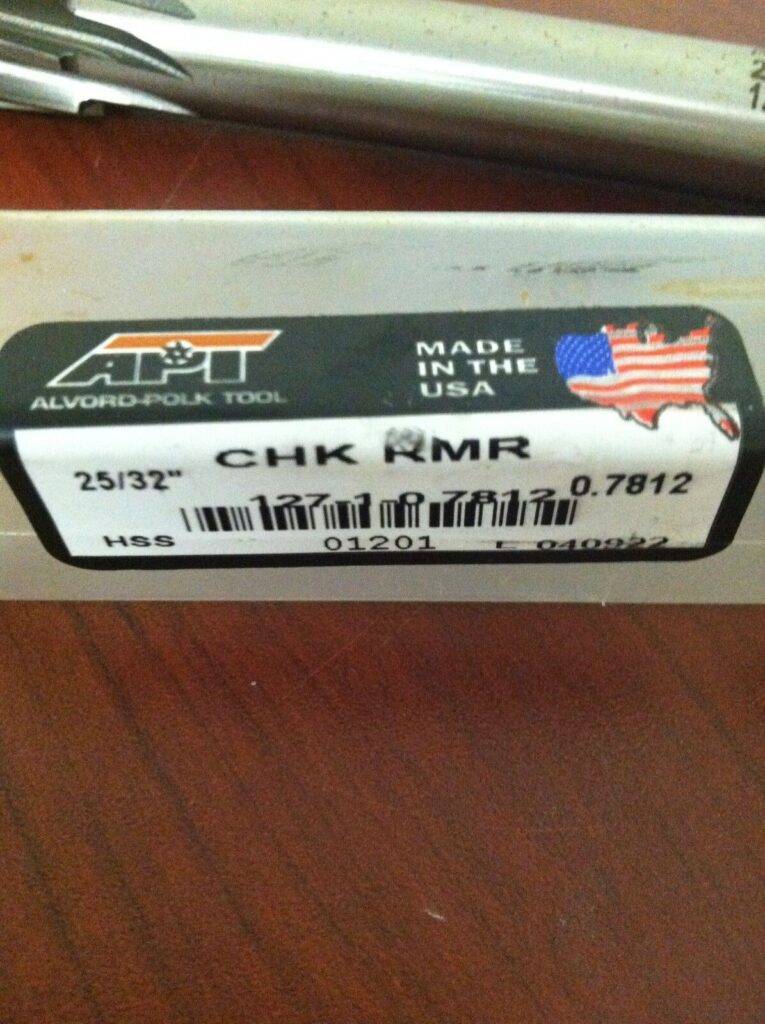 API
ALVORD-POLK TOOL
MADE
IN THE
USA
CHK RMR
25/32"
127-1-0.7812
0.7812
HSS
01201
E 040922